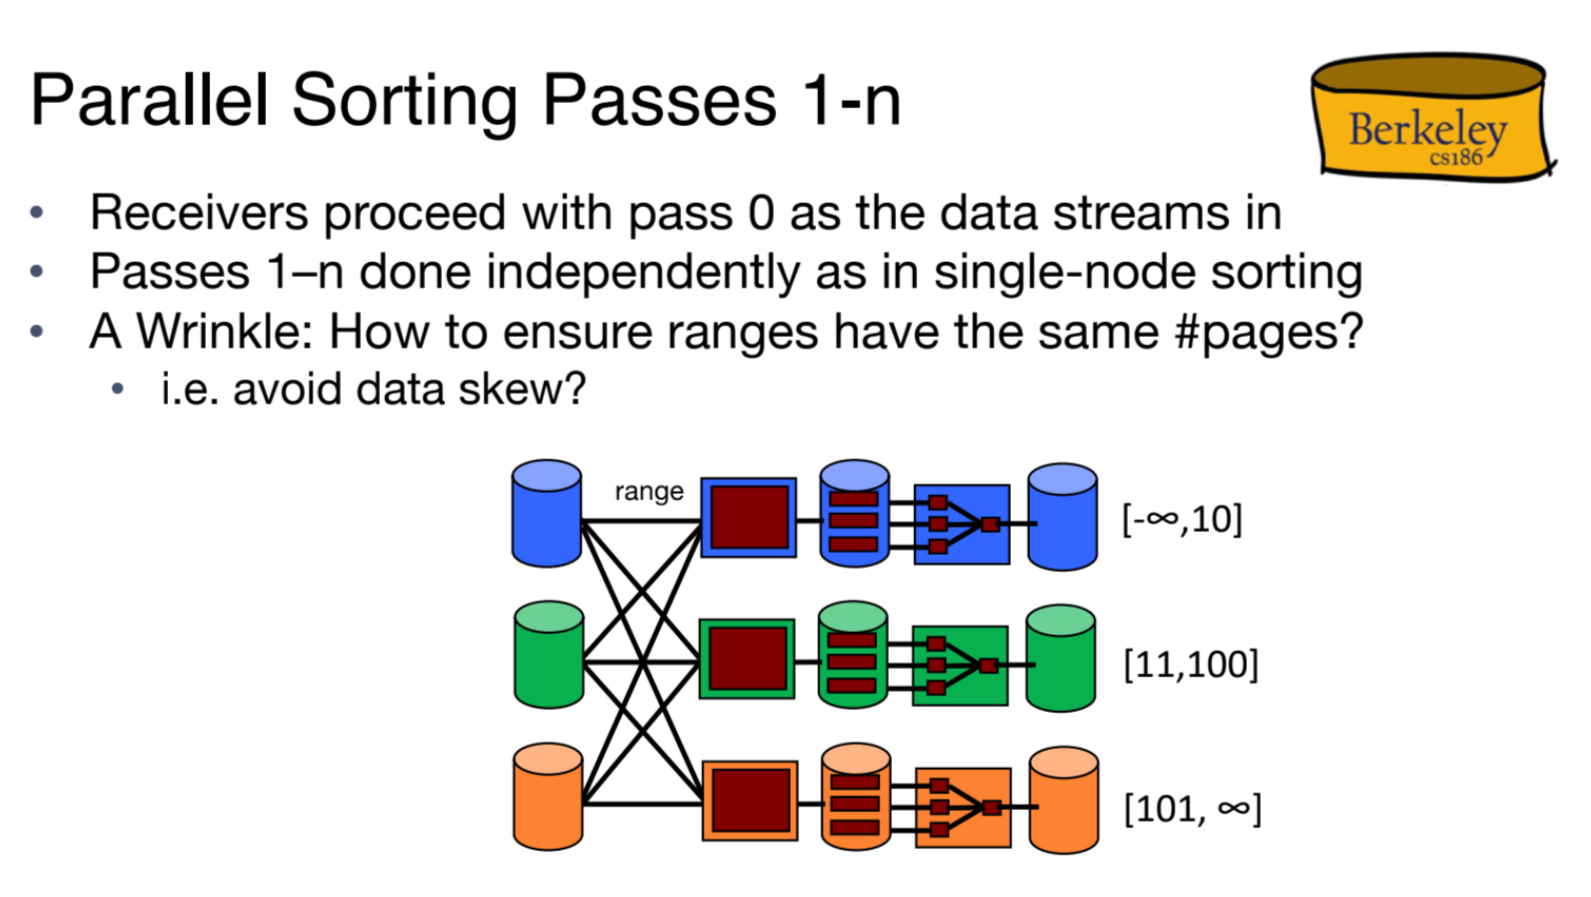 Parallel Sorting Passes 1-n
Berkeley
cs186
• Receivers proceed with pass 0 as the data streams in
• Passes 1–n done independently as in single-node sorting
• A Wrinkle: How to ensure ranges have the same #pages?
• i.e. avoid data skew?
range
[-∞,10]
[11,100]
[101, ∞]